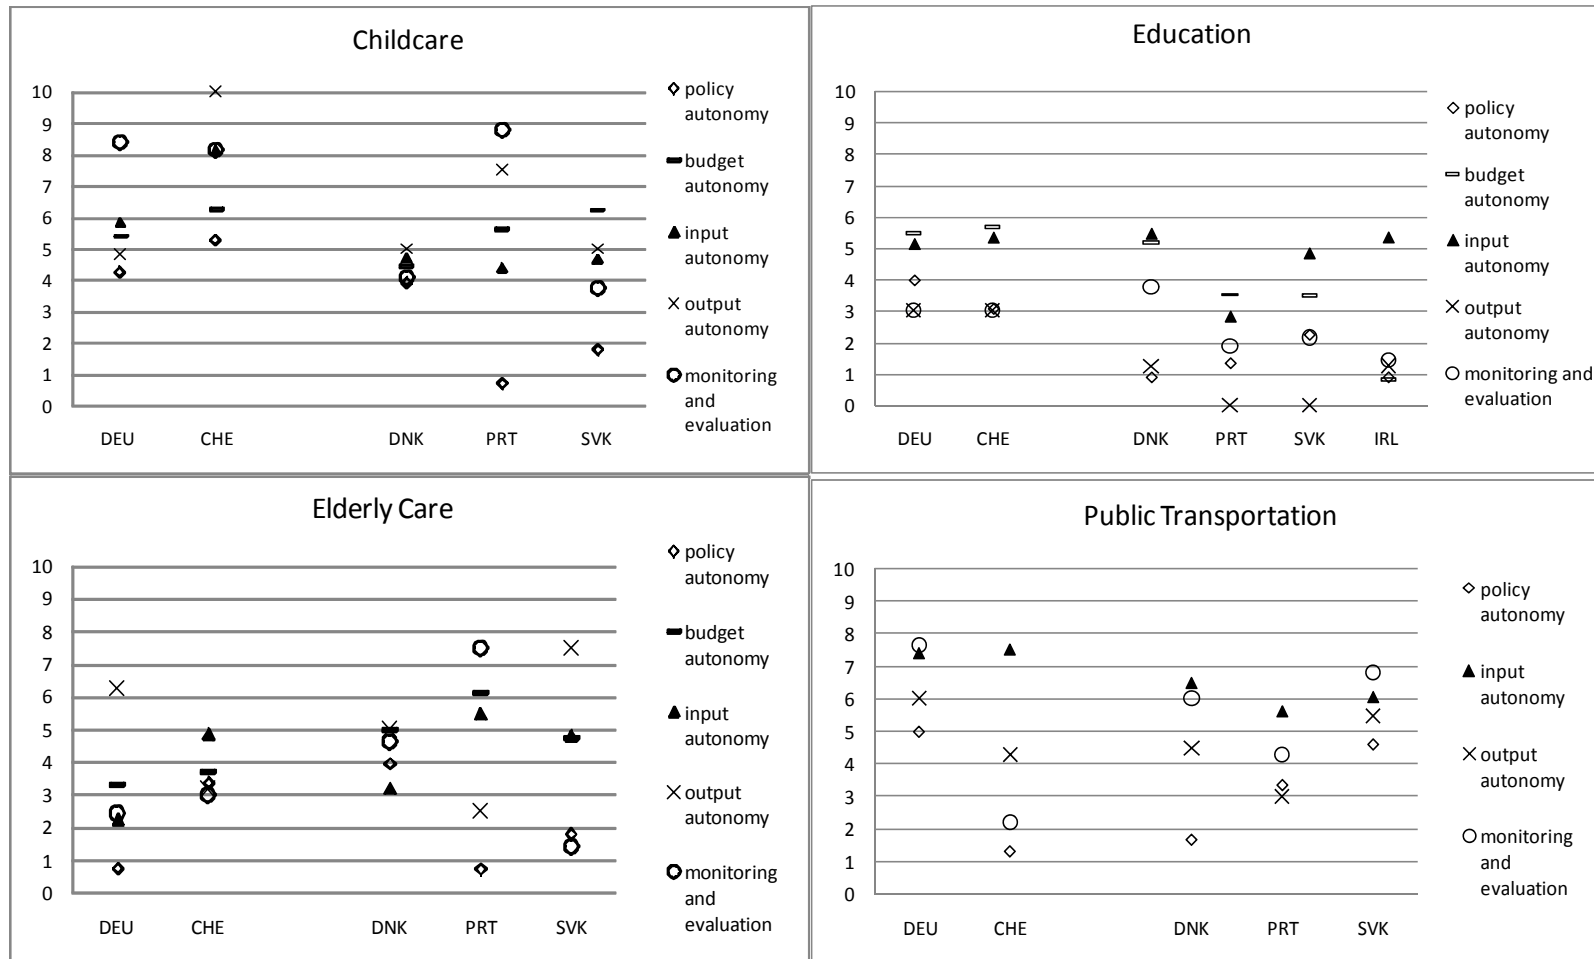 Childcare
10
9
8
7
6
5
4
3
2
1
0
DEU CHE DNK PRT SVK
policy
autonomy
budget
autonomy
input
autonomy
output
autonomy
monitoring
and
evaluation
Education
10
9
8
7
6
5
4
3
2
1
0
DEU CHE DNK PRT SVK IRL
policy
autonomy
budget
autonomy
input
autonomy
output
autonomy
monitoring and
evaluation
Elderly Care
10
9
8
7
6
5
4
3
2
1
0
DEU CHE DNK PRT SVK
policy
autonomy
budget
autonomy
input
autonomy
output
autonomy
monitoring
and
evaluation
Public Transportation
10
9
8
7
6
5
4
3
2
1
0
DEU CHE DNK PRT SVK
policy
autonomy
input
autonomy
output
autonomy
monitoring
and
evaluation